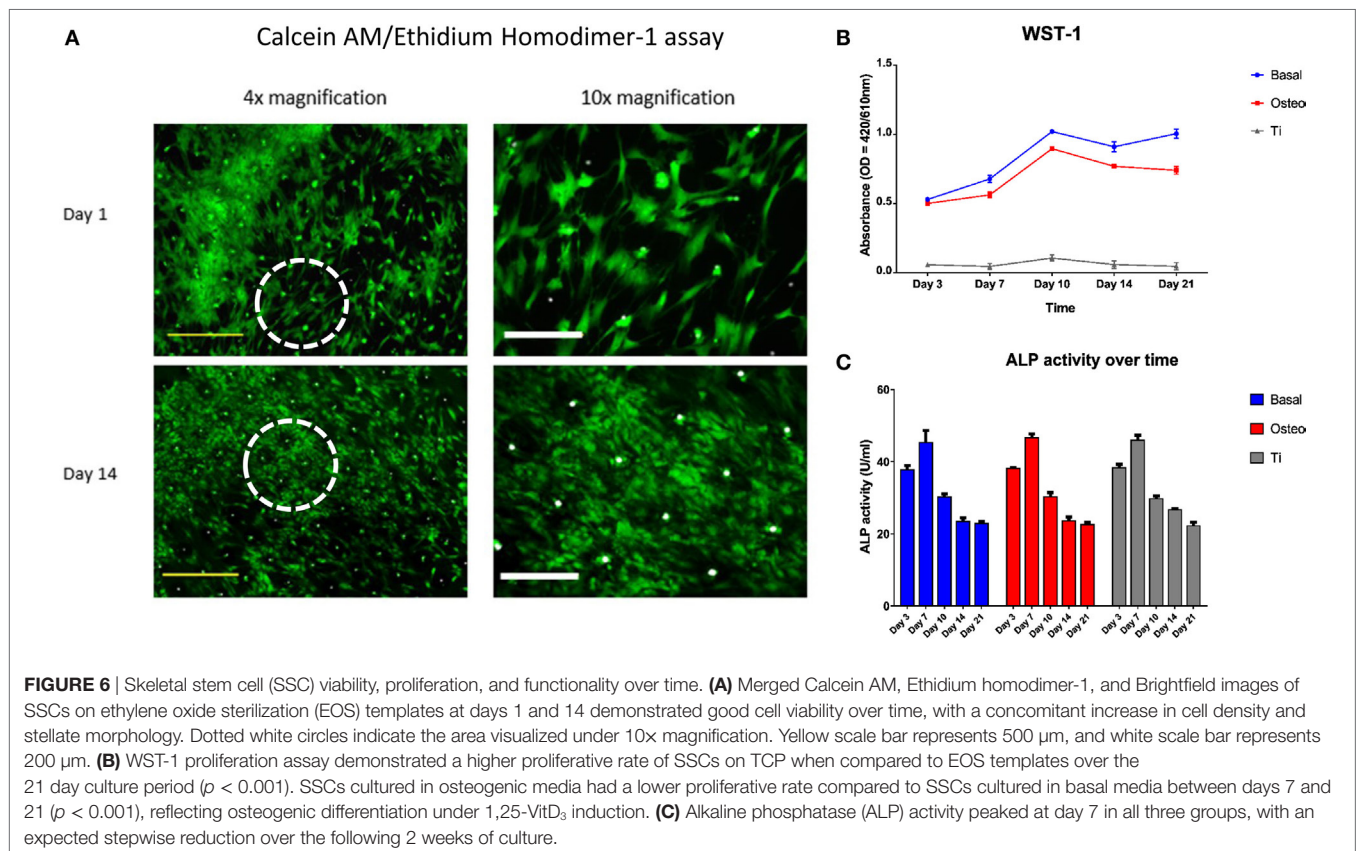 A
Calcein AM/Ethidium Homodimer-1 assay
4x magnification
10x magnification
Day 1
Day 14
B
WST-1
Absorbance (OD = 420/610nm)
1.5
1.0
0.5
0.0
Day 3
Day 7
Day 10
Day 14
Day 21
Time
Basal
Osteo
Ti
C
ALP activity over time
ALP activity (U/ml)
60
40
20
0
Day 3
Day 7
Day 10
Day 14
Day 21
Day 3
Day 7
Day 10
Day 14
Day 21
Day 3
Day 7
Day 10
Day 14
Day 21
Basal
Osteo
Ti
FIGURE 6 | Skeletal stem cell (SSC) viability, proliferation, and functionality over time. (A) Merged Calcein AM, Ethidium homodimer-1, and Brightfield images of
SSCs on ethylene oxide sterilization (EOS) templates at days 1 and 14 demonstrated good cell viability over time, with a concomitant increase in cell density and
stellate morphology. Dotted white circles indicate the area visualized under 10× magnification. Yellow scale bar represents 500 µm, and white scale bar represents
200 µm. (B) WST-1 proliferation assay demonstrated a higher proliferative rate of SSCs on TCP when compared to EOS templates over the
21 day culture period (p < 0.001). SSCs cultured in osteogenic media had a lower proliferative rate compared to SSCs cultured in basal media between days 7 and
21 (p < 0.001), reflecting osteogenic differentiation under 1,25-VitD₃ induction. (C) Alkaline phosphatase (ALP) activity peaked at day 7 in all three groups, with an
expected stepwise reduction over the following 2 weeks of culture.